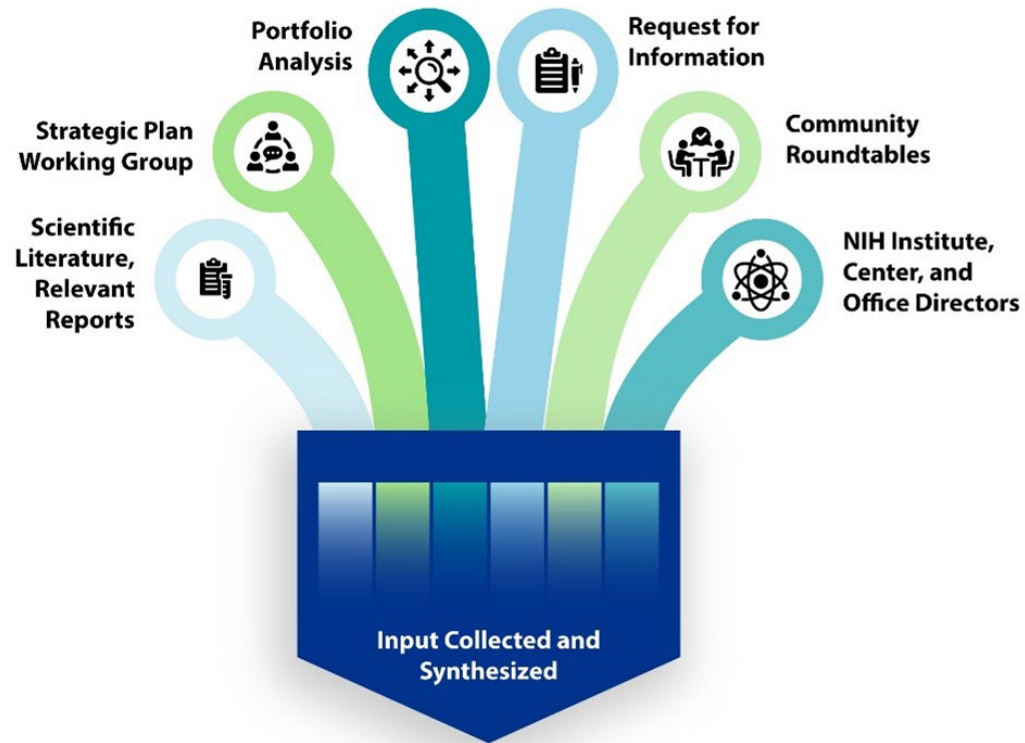 Portfolio
Analysis
Request for
Information
Strategic Plan
Working Group
Community
Roundtables
Scientific
Literature,
Relevant
Reports
NIH Institute,
Center, and
Office Directors
Input Collected and
Synthesized